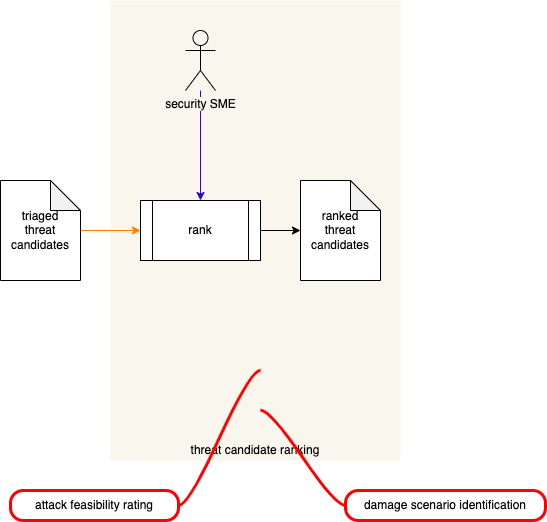 security SME
triaged
threat
candidates
rank
ranked
threat
candidates
threat candidate ranking
attack feasibility rating
damage scenario identification